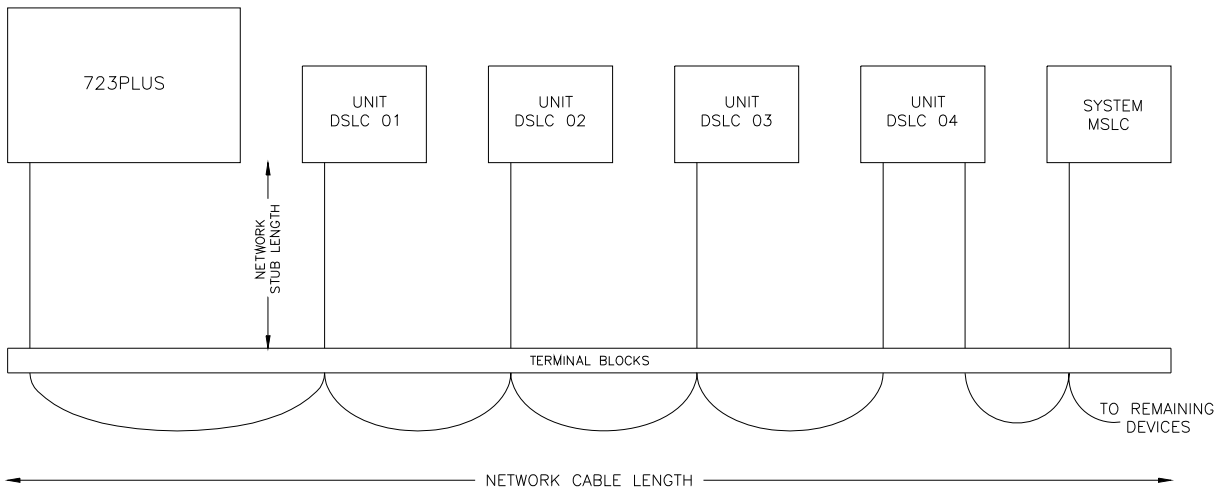 723PLUS
UNIT
DSLC 01
UNIT
DSLC 02
UNIT
DSLC 03
UNIT
DSLC 04
SYSTEM
MSLC
NETWORK
STUB LENGTH
TERMINAL BLOCKS
TO REMAINING
DEVICES
NETWORK CABLE LENGTH